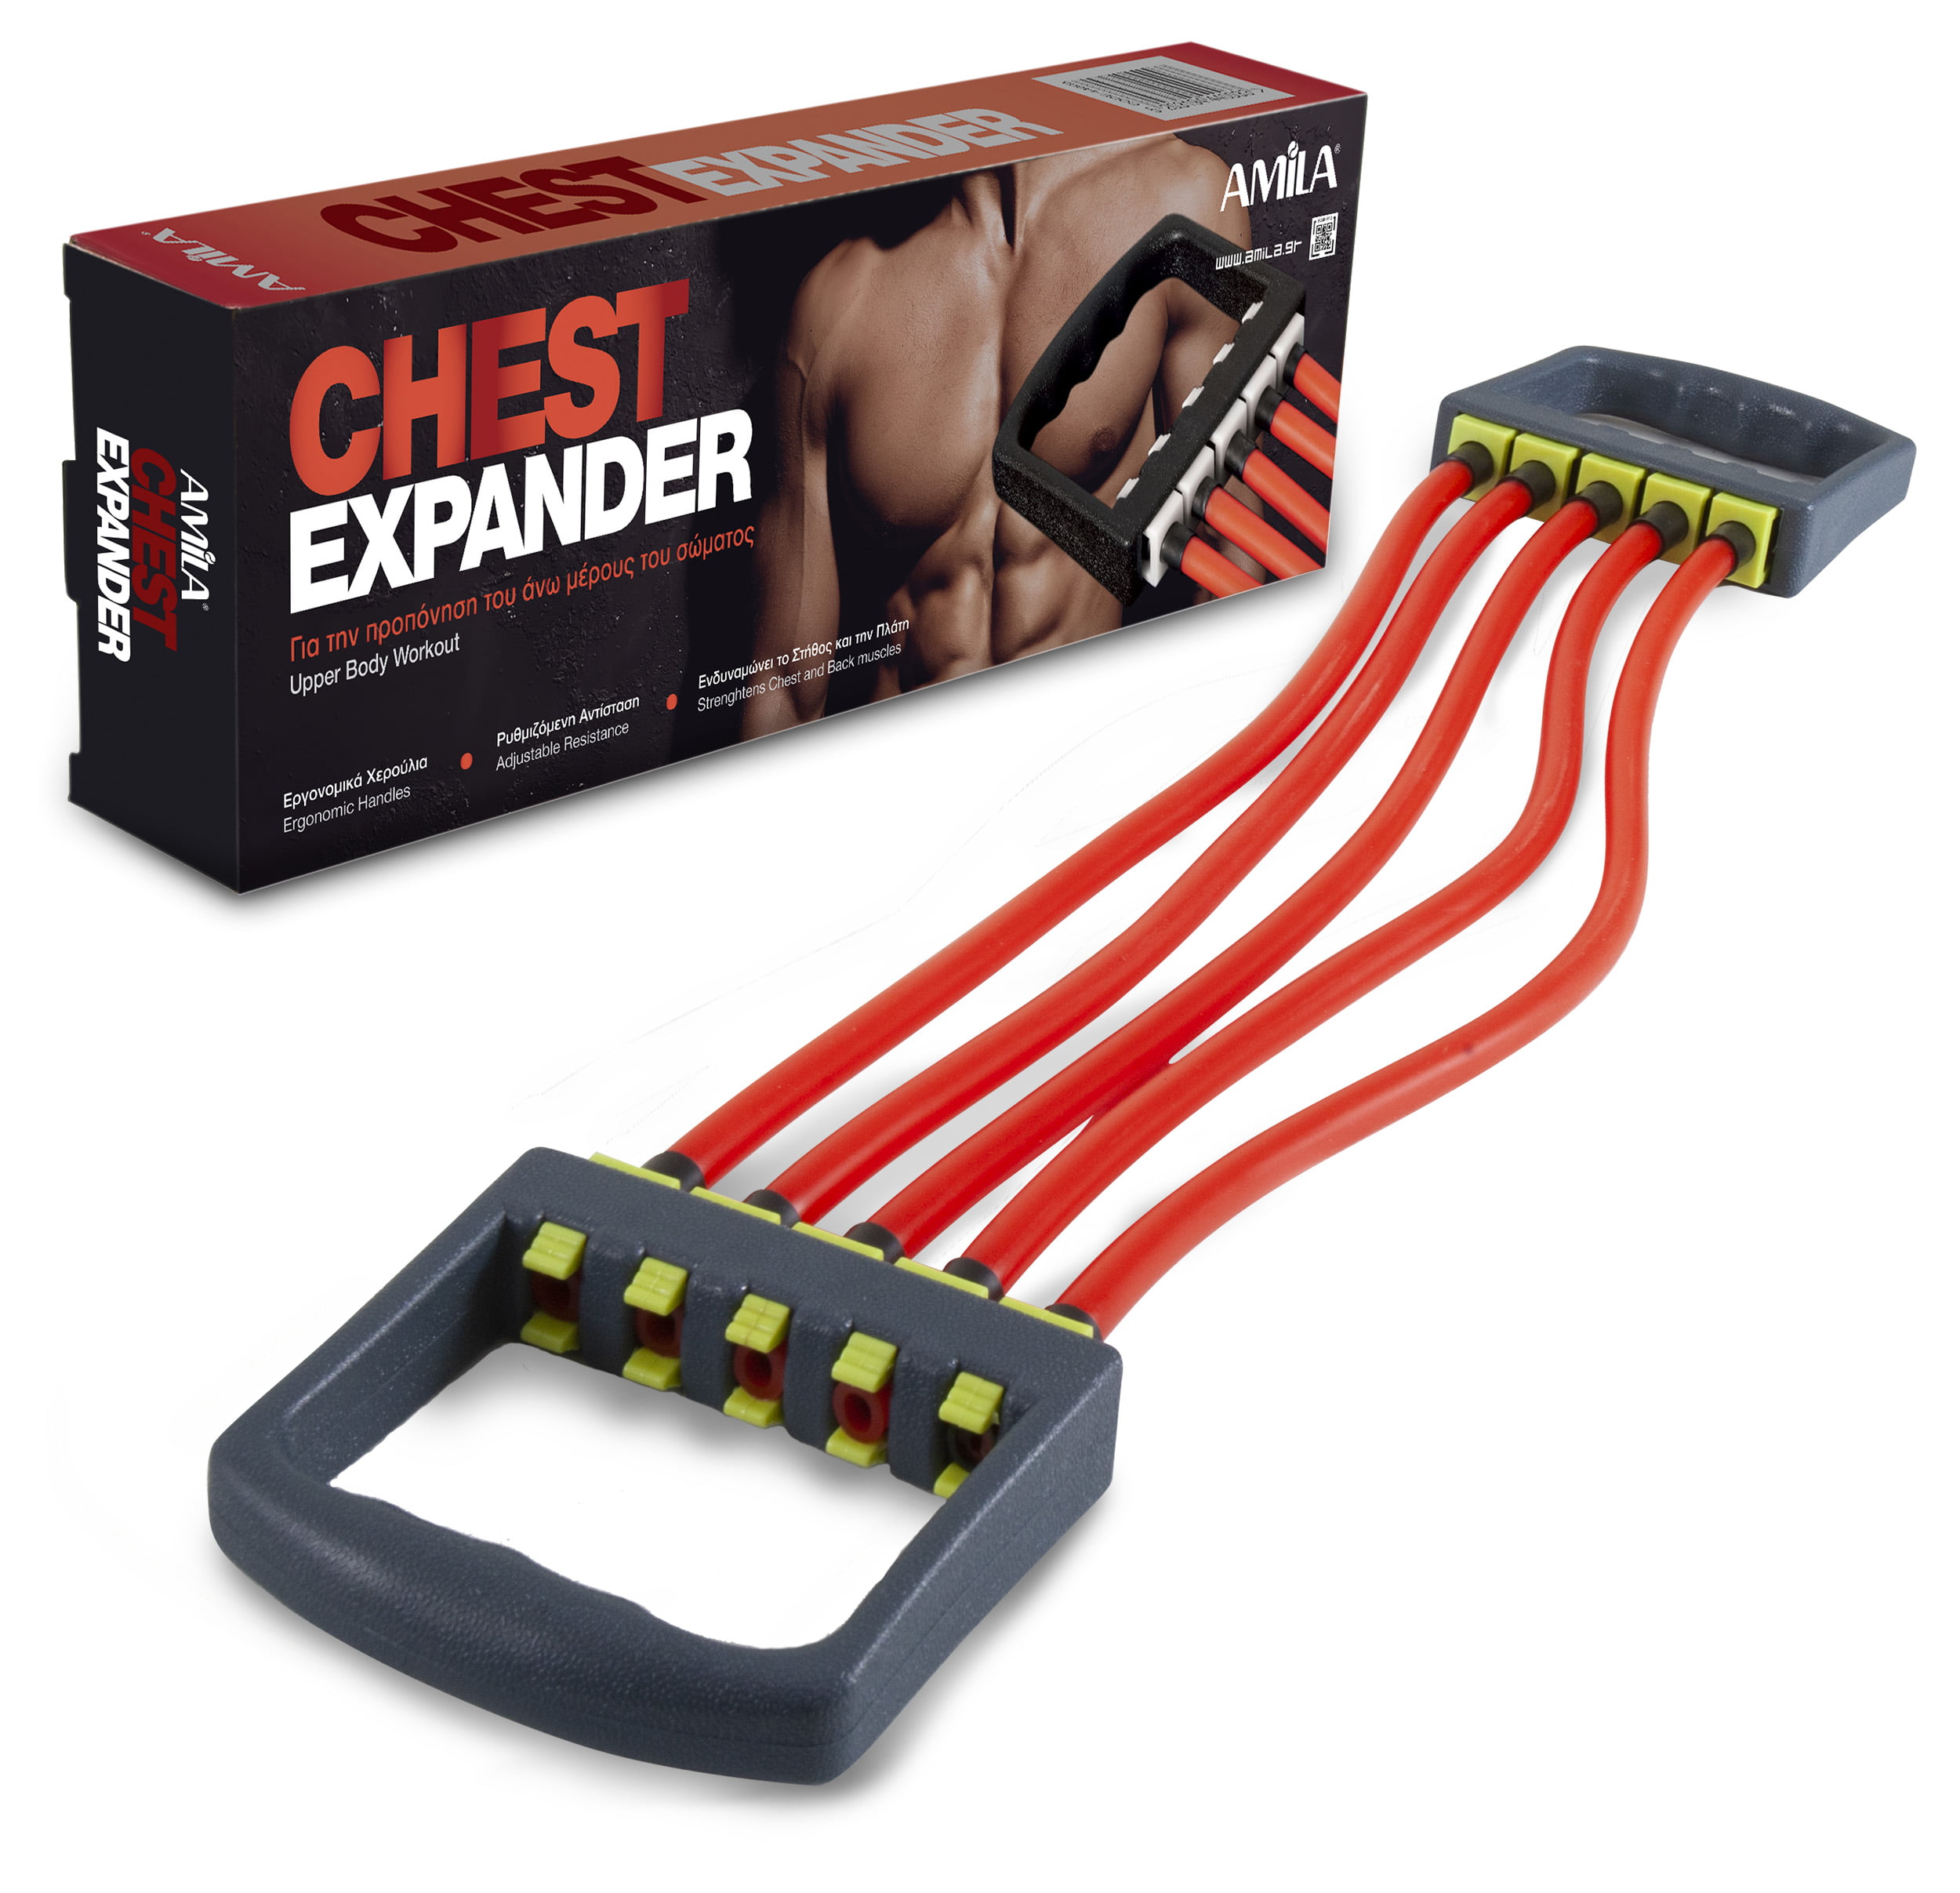 CHEST EXPANDER
AMILA®
AMILA®
www.amila.gr
CHEST
EXPANDER
Για την προπόνηση του άνω μέρους του σώματος
Upper Body Workout
Εργονομικά Χερούλια
Ergonomic Handles
Ρυθμιζόμενη Αντίσταση
Adjustable Resistance
Ενδυναμώνει το Στήθος και την Πλάτη
Strenghtens Chest and Back muscles
AMILA®
CHEST
EXPANDER